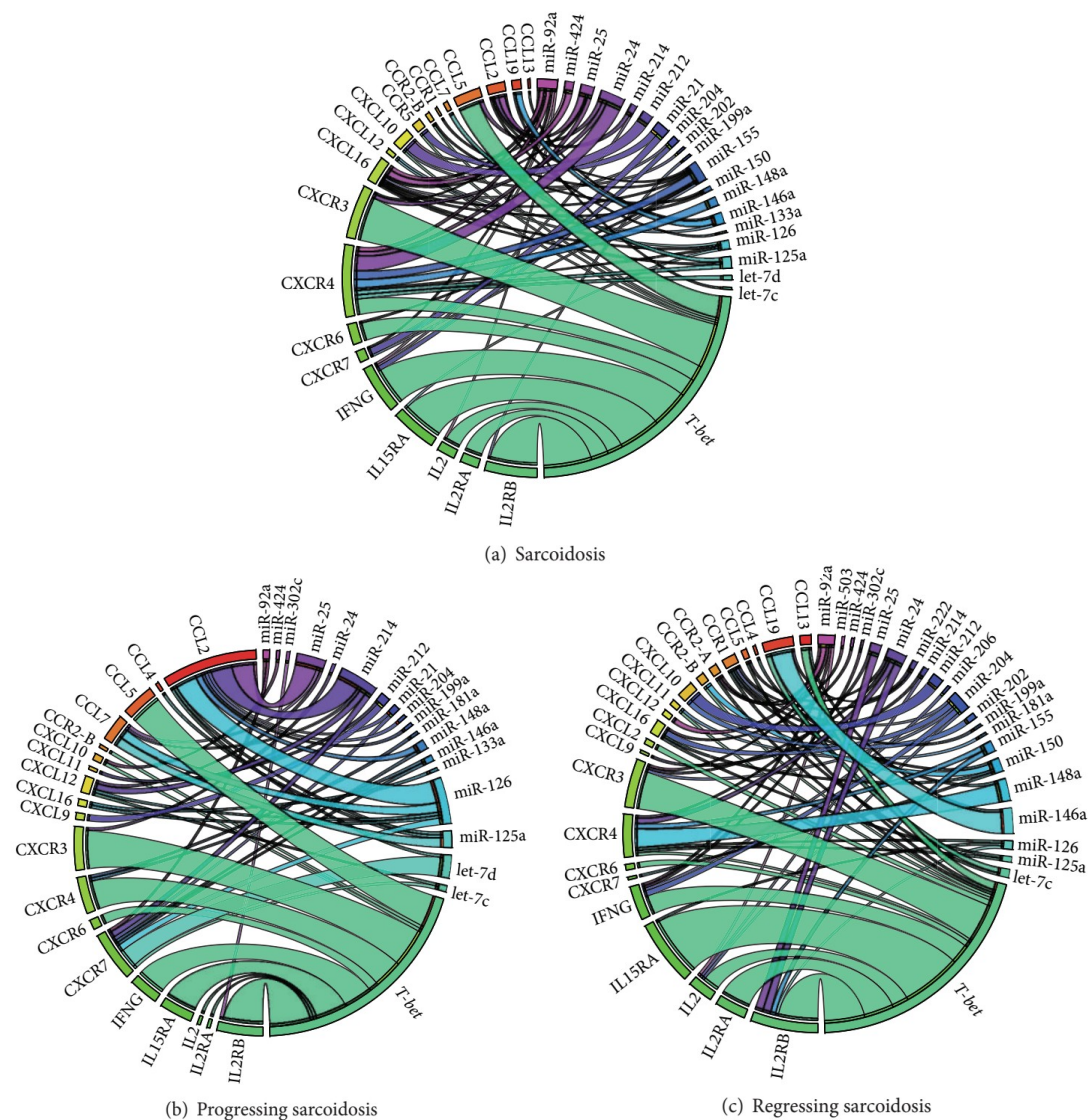 CCL13
CCL19
CCL2
CCL5
CCL7
CCR1
CCR2-B
CCR5
CXCL10
CXCL12
CXCL16
CXCR3
CXCR4
CXCR6
CXCR7
IFNG
IL15RA
IL2
IL2RA
IL2RB
miR-92a
miR-424
miR-25
miR-24
miR-214
miR-212
miR-21
miR-204
miR-202
miR-199a
miR-155
miR-150
miR-148a
miR-146a
miR-133a
miR-126
miR-125a
let-7d
let-7c
T-bet
(a) Sarcoidosis
CCL2
CCL4
CCL5
CCL7
CCR2-B
CXCL10
CXCL11
CXCL12
CXCL16
CXCL9
CXCR3
CXCR4
CXCR6
CXCR7
IFNG
IL15RA
IL2
IL2RA
IL2RB
miR-92a
miR-424
miR-302c
miR-25
miR-24
miR-214
miR-212
miR-21
miR-204
miR-199a
miR-181a
miR-148a
miR-146a
miR-133a
miR-126
miR-125a
let-7d
let-7c
T-bet
(b) Progressing sarcoidosis
CCL13
CCL19
CCL4
CCL5
CCR1
CCR2-A
CCR2-B
CXCL10
CXCL11
CXCL12
CXCL16
CXCL2
CXCL9
CXCR3
CXCR4
CXCR6
CXCR7
IFNG
IL15RA
IL2
IL2RA
IL2RB
miR-92a
miR-503
miR-424
miR-302c
miR-25
miR-24
miR-222
miR-214
miR-212
miR-206
miR-204
miR-202
miR-199a
miR-181a
miR-155
miR-150
miR-148a
miR-146a
miR-126
miR-125a
let-7c
T-bet
(c) Regressing sarcoidosis